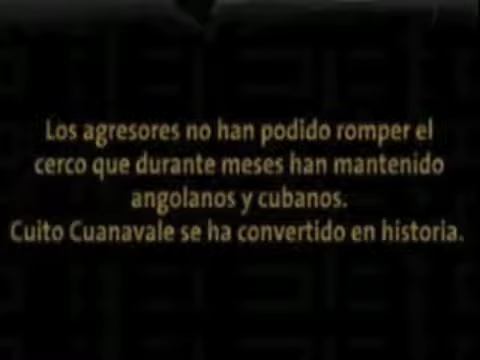 Los agresores no han podido romper el
cerco que durante meses han mantenido
angolanos y cubanos.
Cuito Cuanavale se ha convertido en historia.